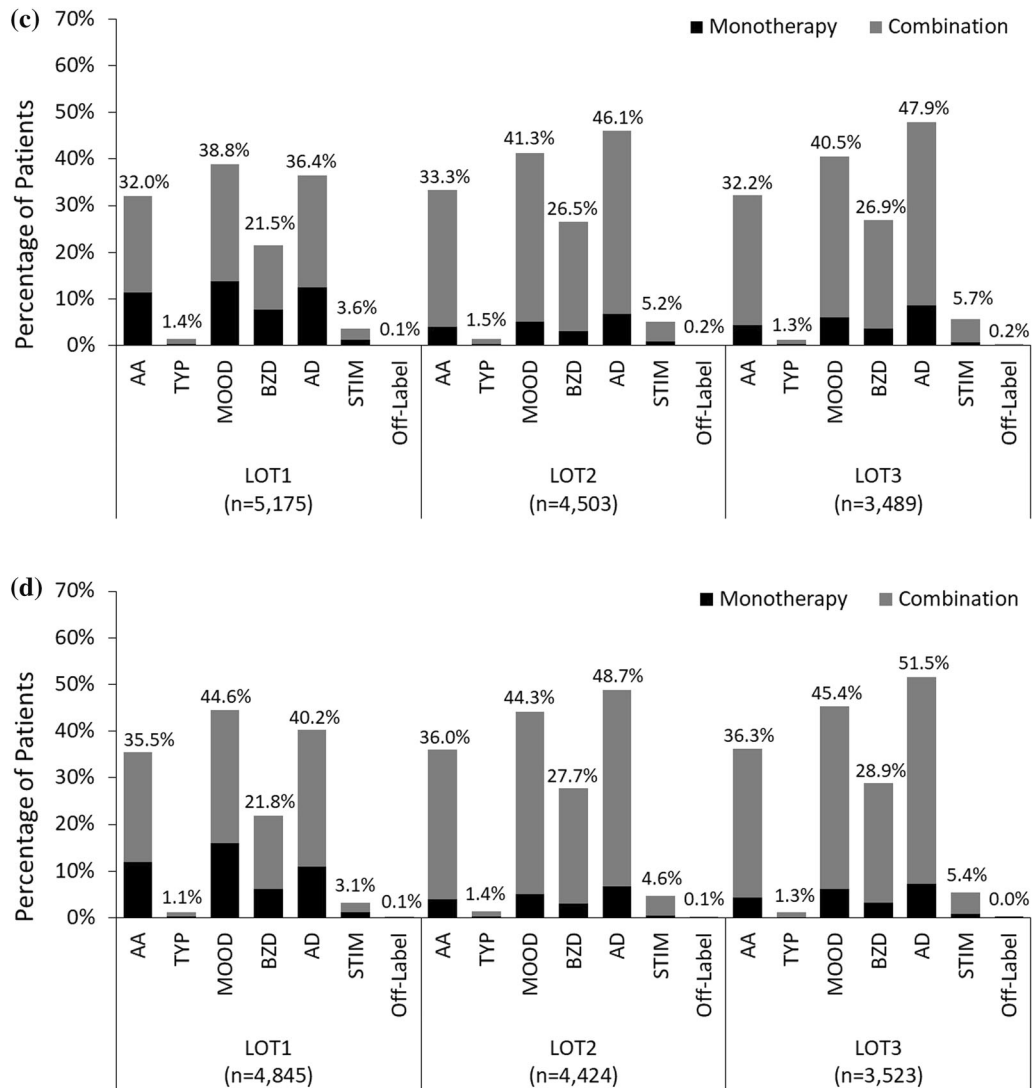 (c)
Monotherapy Combination
Percentage of Patients
70%
60%
50%
40%
30%
20%
10%
0%
32.0% 1.4% 38.8% 21.5% 36.4% 3.6% 0.1%
33.3% 1.5% 41.3% 26.5% 46.1% 5.2% 0.2%
32.2% 1.3% 40.5% 26.9% 47.9% 5.7% 0.2%
AA TYP MOOD BZD AD STIM Off-Label
AA TYP MOOD BZD AD STIM Off-Label
AA TYP MOOD BZD AD STIM Off-Label
LOT1 LOT2 LOT3
(n=5,175) (n=4,503) (n=3,489)
(d)
Monotherapy Combination
Percentage of Patients
70%
60%
50%
40%
30%
20%
10%
0%
35.5% 1.1% 44.6% 21.8% 40.2% 3.1% 0.1%
36.0% 1.4% 44.3% 27.7% 48.7% 4.6% 0.1%
36.3% 1.3% 45.4% 28.9% 51.5% 5.4% 0.0%
AA TYP MOOD BZD AD STIM Off-Label
AA TYP MOOD BZD AD STIM Off-Label
AA TYP MOOD BZD AD STIM Off-Label
LOT1 LOT2 LOT3
(n=4,845) (n=4,424) (n=3,523)